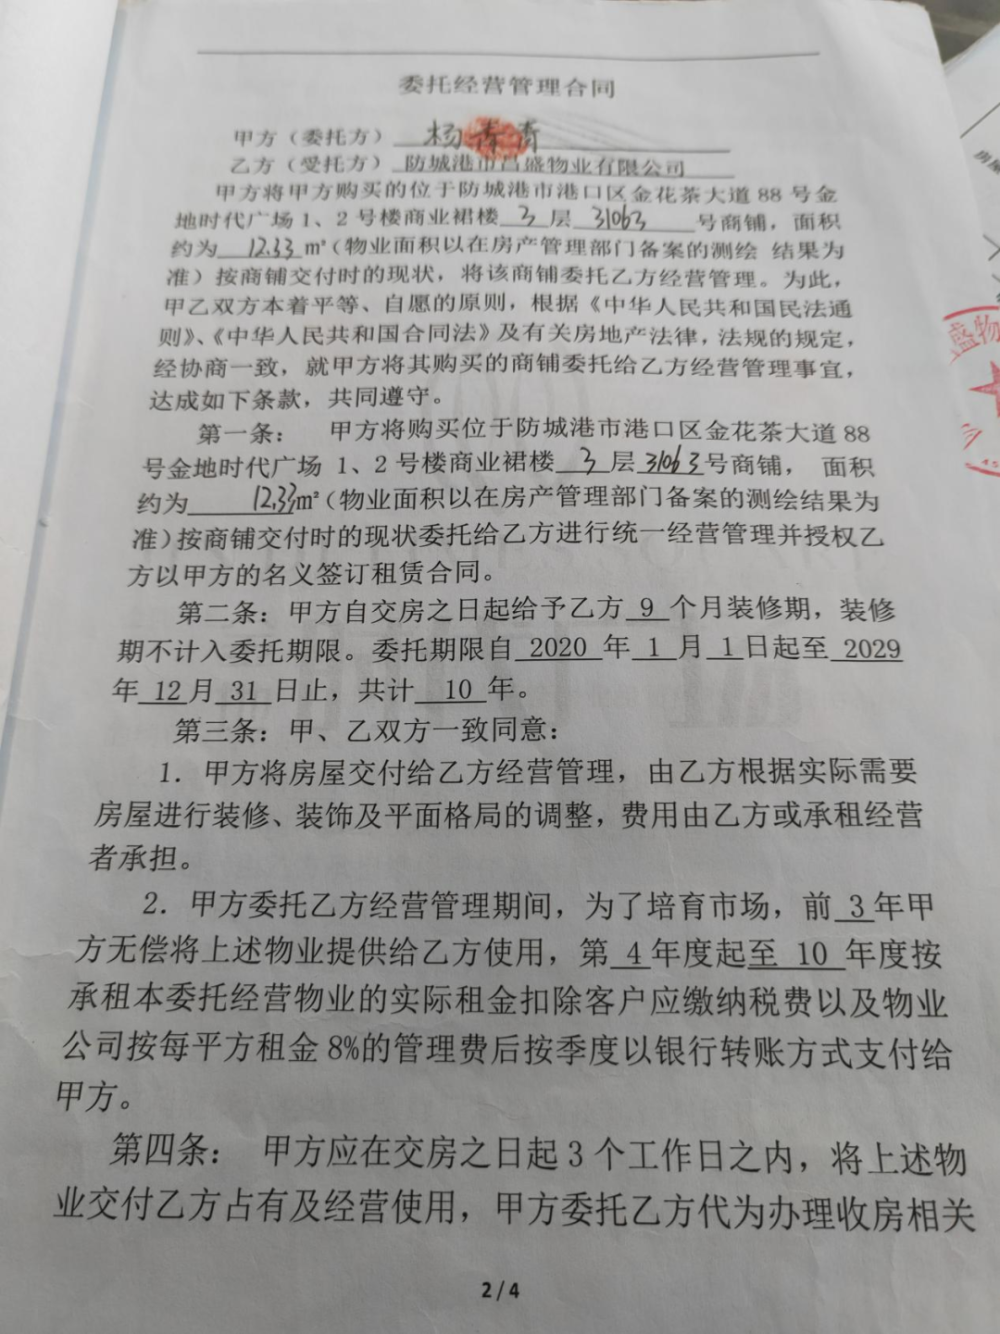 委托经营管理合同
甲方（委托方）杨青青
乙方（受托方）防城港市昌盛物业有限公司
甲方将甲方购买的位于防城港市港口区金花茶大道 88 号金
地时代广场 1、2 号楼商业裙楼 3 层 31063 号商铺，面积
约为 12.33 m²（物业面积以在房产管理部门备案的测绘 结果为
准）按商铺交付时的现状，将该商铺委托乙方经营管理。为此，
甲乙双方本着平等、自愿的原则，根据《中华人民共和国民法通
则》、《中华人民共和国合同法》及有关房地产法律，法规的规定，
经协商一致，就甲方将其购买的商铺委托给乙方经营管理事宜，
达成如下条款，共同遵守。
第一条： 甲方将购买位于防城港市港口区金花茶大道 88
号金地时代广场 1、2 号楼商业裙楼 3 层 31063 号商铺， 面积
约为 12.33 m²（物业面积以在房产管理部门备案的测绘结果为
准）按商铺交付时的现状委托给乙方进行统一经营管理并授权乙
方以甲方的名义签订租赁合同。
第二条：甲方自交房之日起给予乙方 9 个月装修期，装修
期不计入委托期限。委托期限自 2020 年 1 月 1 日起至 2029
年 12 月 31 日止，共计 10 年。
第三条：甲、乙双方一致同意：
1．甲方将房屋交付给乙方经营管理，由乙方根据实际需要
房屋进行装修、装饰及平面格局的调整，费用由乙方或承租经营
者承担。
2．甲方委托乙方经营管理期间，为了培育市场，前 3 年甲
方无偿将上述物业提供给乙方使用，第 4 年度起至 10 年度按
承租本委托经营物业的实际租金扣除客户应缴纳税费以及物业
公司按每平方租金 8%的管理费后按季度以银行转账方式支付给
甲方。
第四条： 甲方应在交房之日起 3 个工作日之内，将上述物
业交付乙方占有及经营使用，甲方委托乙方代为办理收房相关
2 / 4
盛物